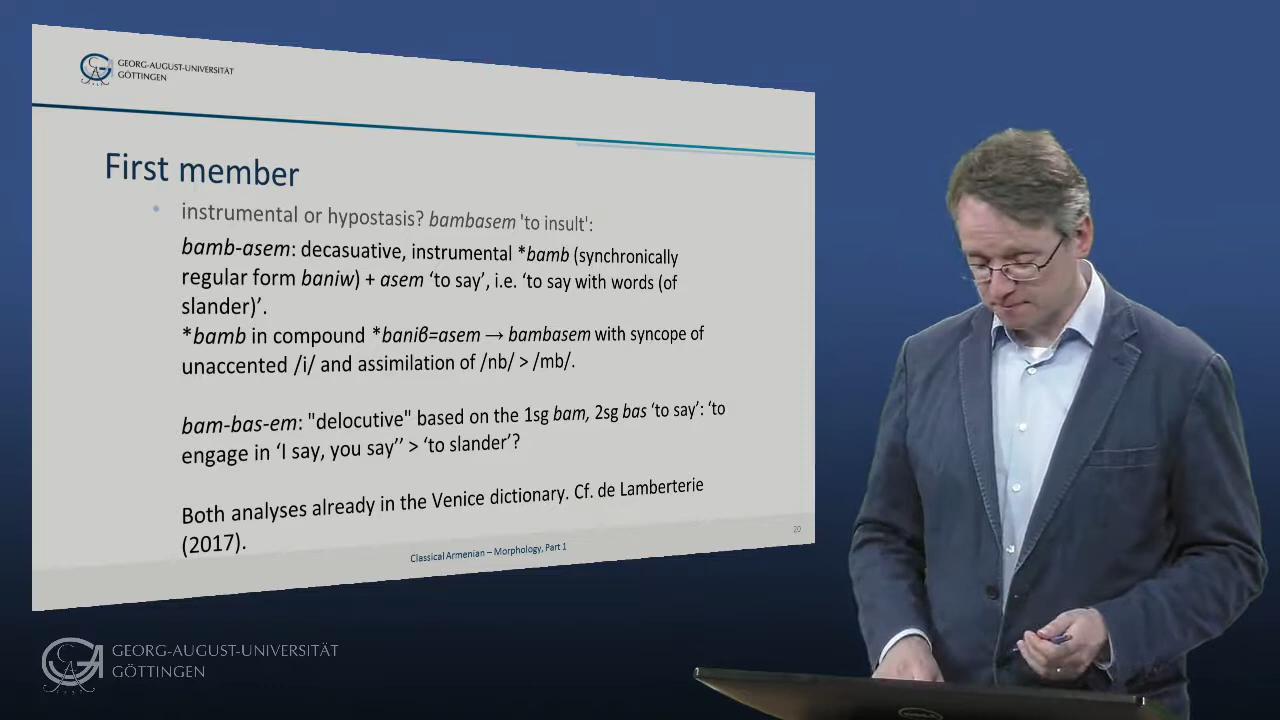 GEORG-AUGUST-UNIVERSITÄT
GÖTTINGEN
First member
• instrumental or hypostasis? bambasem 'to insult':
bamb-asem: decasuative, instrumental *bamb (synchronically
regular form baniw) + asem ‘to say’, i.e. ‘to say with words (of
slander)’.
*bamb in compound *baniβ=asem → bambasem with syncope of
unaccented /i/ and assimilation of /nb/ > /mb/.
bam-bas-em: "delocutive" based on the 1sg bam, 2sg bas ‘to say’: ‘to
engage in ‘I say, you say’’ > ‘to slander’?
Both analyses already in the Venice dictionary. Cf. de Lamberterie
(2017).
20
Classical Armenian – Morphology, Part 1
GEORG-AUGUST-UNIVERSITÄT
GÖTTINGEN